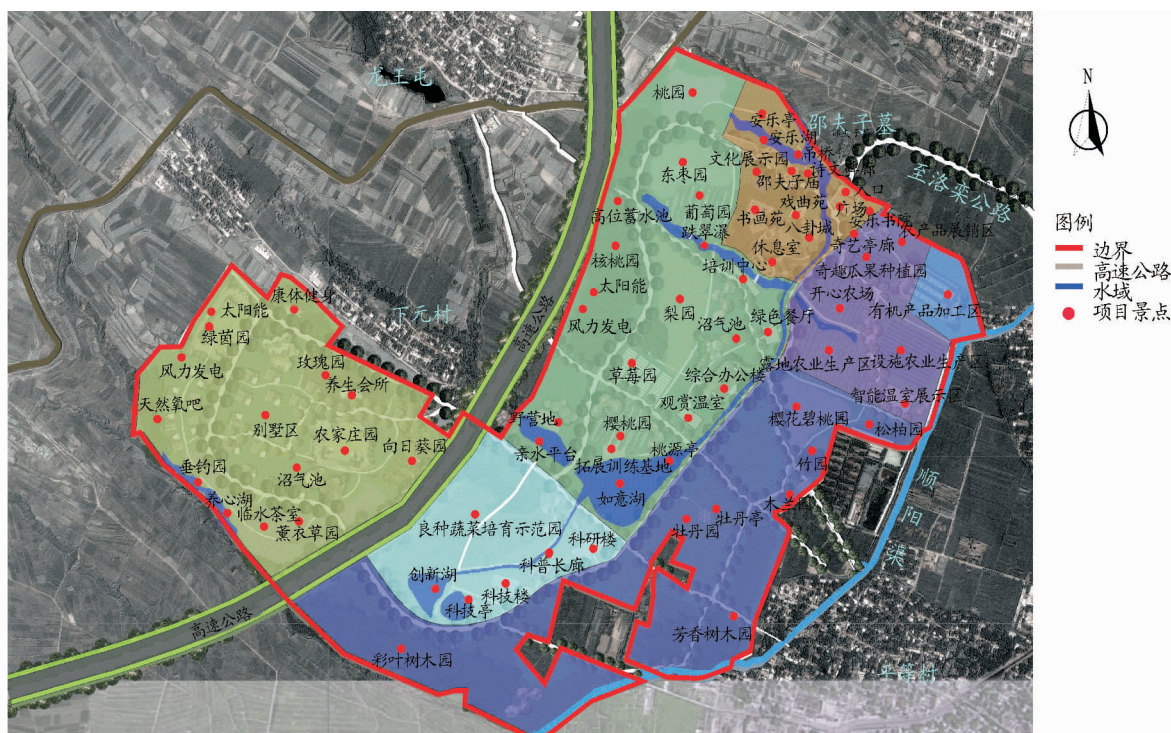 龙王屯
桃园
安乐亭
邵夫子墓
安乐湖
吊桥
文化展示园
东枣园
邵夫子庙
入口
至洛栾公路
N
戏曲苑
高位蓄水池
葡萄园
书画苑
广场
八卦城
安乐书院
农产品展销区
跌翠瀑
图例
边界
高速公路
水域
项目景点
核桃园
休息室
奇艺亭廊
培训中心
奇趣瓜果种植园
太阳能
开心农场
有机产品加工区
康体健身
太阳能
下元村
高速公路
风力发电
梨园
沼气池
绿色餐厅
绿茵园
玫瑰园
露地农业生产区
设施农业生产区
风力发电
养生会所
草莓园
综合办公楼
智能温室展示区
天然氧吧
别墅区
农家庄园
野营地
樱桃园
观赏温室
樱花碧桃园
松柏园
向日葵园
亲水平台
拓展训练基地
桃源亭
竹园
垂钓园
沼气池
如意湖
木兰园
顺阳渠
养心湖
临水茶室
薰衣草园
良种蔬菜培育示范园
牡丹园
牡丹亭
科研楼
科普长廊
创新湖
科技楼
科技亭
高速公路
芳香树木园
彩叶树木园